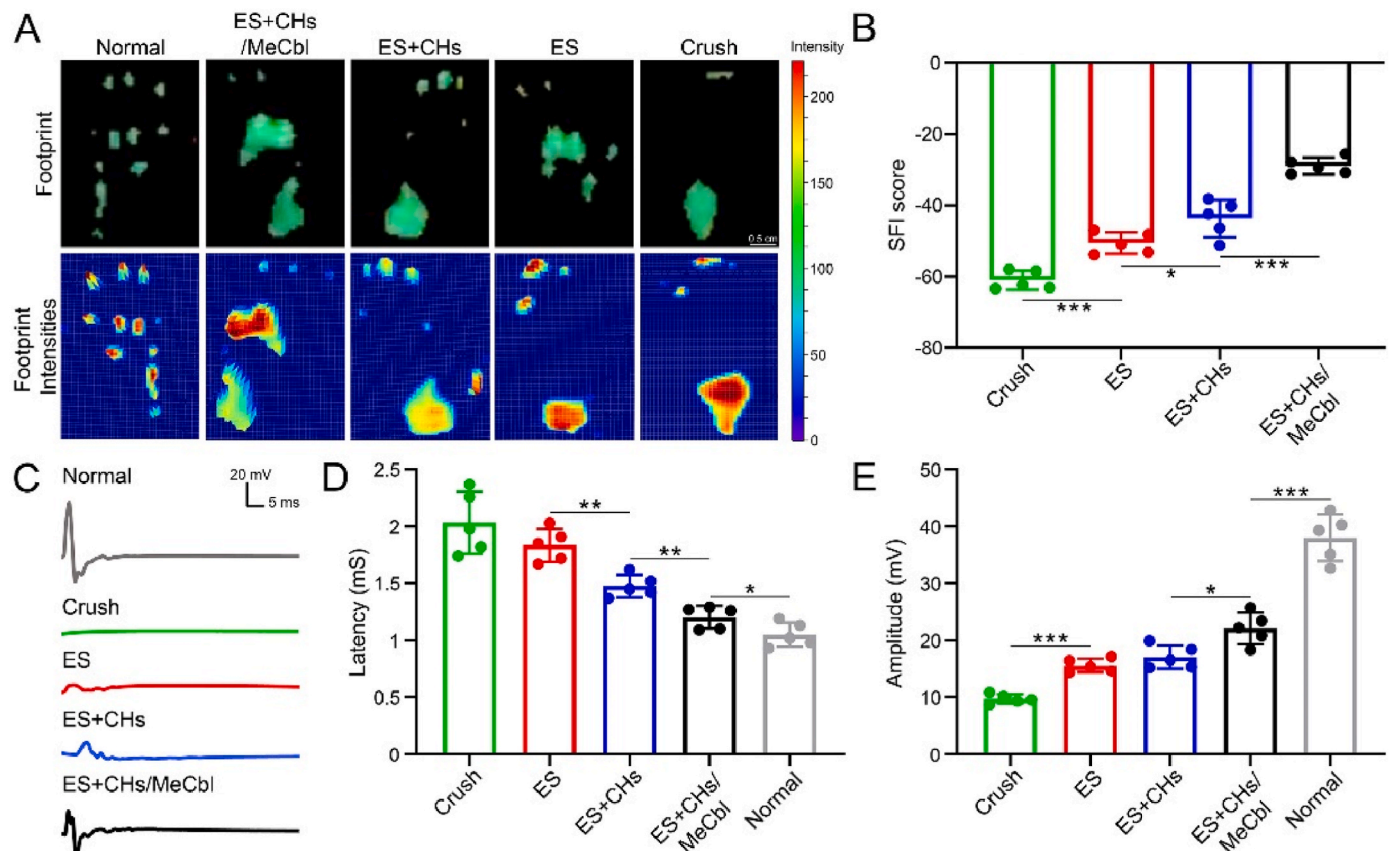 A
Normal
ES+CHs
/MeCbl
ES+CHs
ES
Crush
Footprint
0.5 cm
Footprint
Intensities
Intensity
200
150
100
50
0
B
SFI score
0
-20
-40
-60
-80
***
*
***
Crush
ES
ES+CHs
ES+CHs/
MeCbl
C
Normal
20 mV
5 ms
Crush
ES
ES+CHs
ES+CHs/MeCbl
D
Latency (mS)
2.5
2
1.5
1
0.5
0
**
**
*
Crush
ES
ES+CHs
ES+CHs/
MeCbl
Normal
E
Amplitude (mV)
50
40
30
20
10
0
***
*
***
Crush
ES
ES+CHs
ES+CHs/
MeCbl
Normal